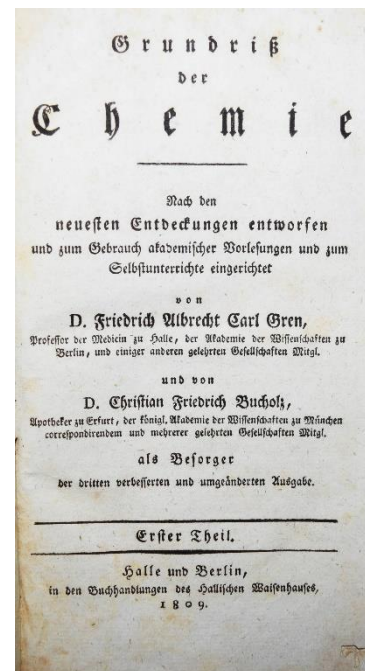 Grundriß
der
Chemie
Nach den
neuesten Entdeckungen entworfen
und zum Gebrauch akademischer Vorlesungen und zum
Selbstunterrichte eingerichtet
von
D. Friedrich Albrecht Carl Gren,
Professor der Medicin zu Halle, der Akademie der Wissenschaften zu
Berlin, und einiger anderen gelehrten Gesellschaften Mitgl.
und von
D. Christian Friedrich Bucholz,
Apotheker zu Erfurt, der königl. Akademie der Wissenschaften zu München
correspondirendem und mehrerer gelehrten Gesellschaften Mitgl.
als Besorger
der dritten verbesserten und umgeänderten Ausgabe.
Erster Theil.
Halle und Berlin,
in den Buchhandlungen des Hallischen Waisenhauses,
1809.